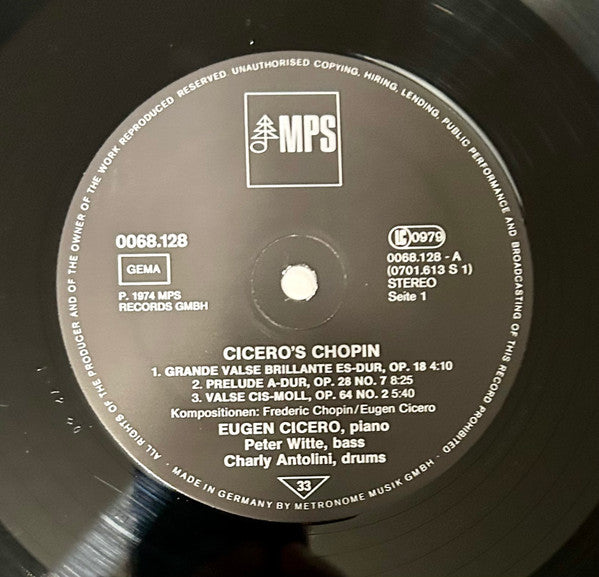 ALL RIGHTS OF THE PRODUCER AND OF THE OWNER OF THE WORK REPRODUCED RESERVED. UNAUTHORISED COPYING, HIRING, LENDING, PUBLIC PERFORMANCE AND BROADCASTING OF THIS RECORD PROHIBITED.
MPS
0068.128
GEMA
P. 1974 MPS
RECORDS GMBH
LC 0979
0068.128 - A
(0701.613 S 1)
STEREO
Seite 1
CICERO'S CHOPIN
1. GRANDE VALSE BRILLANTE ES-DUR, OP. 18 4:10
2. PRELUDE A-DUR, OP. 28 NO. 7 8:25
3. VALSE CIS-MOLL, OP. 64 NO. 2 5:40
Kompositionen: Frederic Chopin/Eugen Cicero
EUGEN CICERO, piano
Peter Witte, bass
Charly Antolini, drums
33
· MADE IN GERMANY BY METRONOME MUSIK GMBH ·